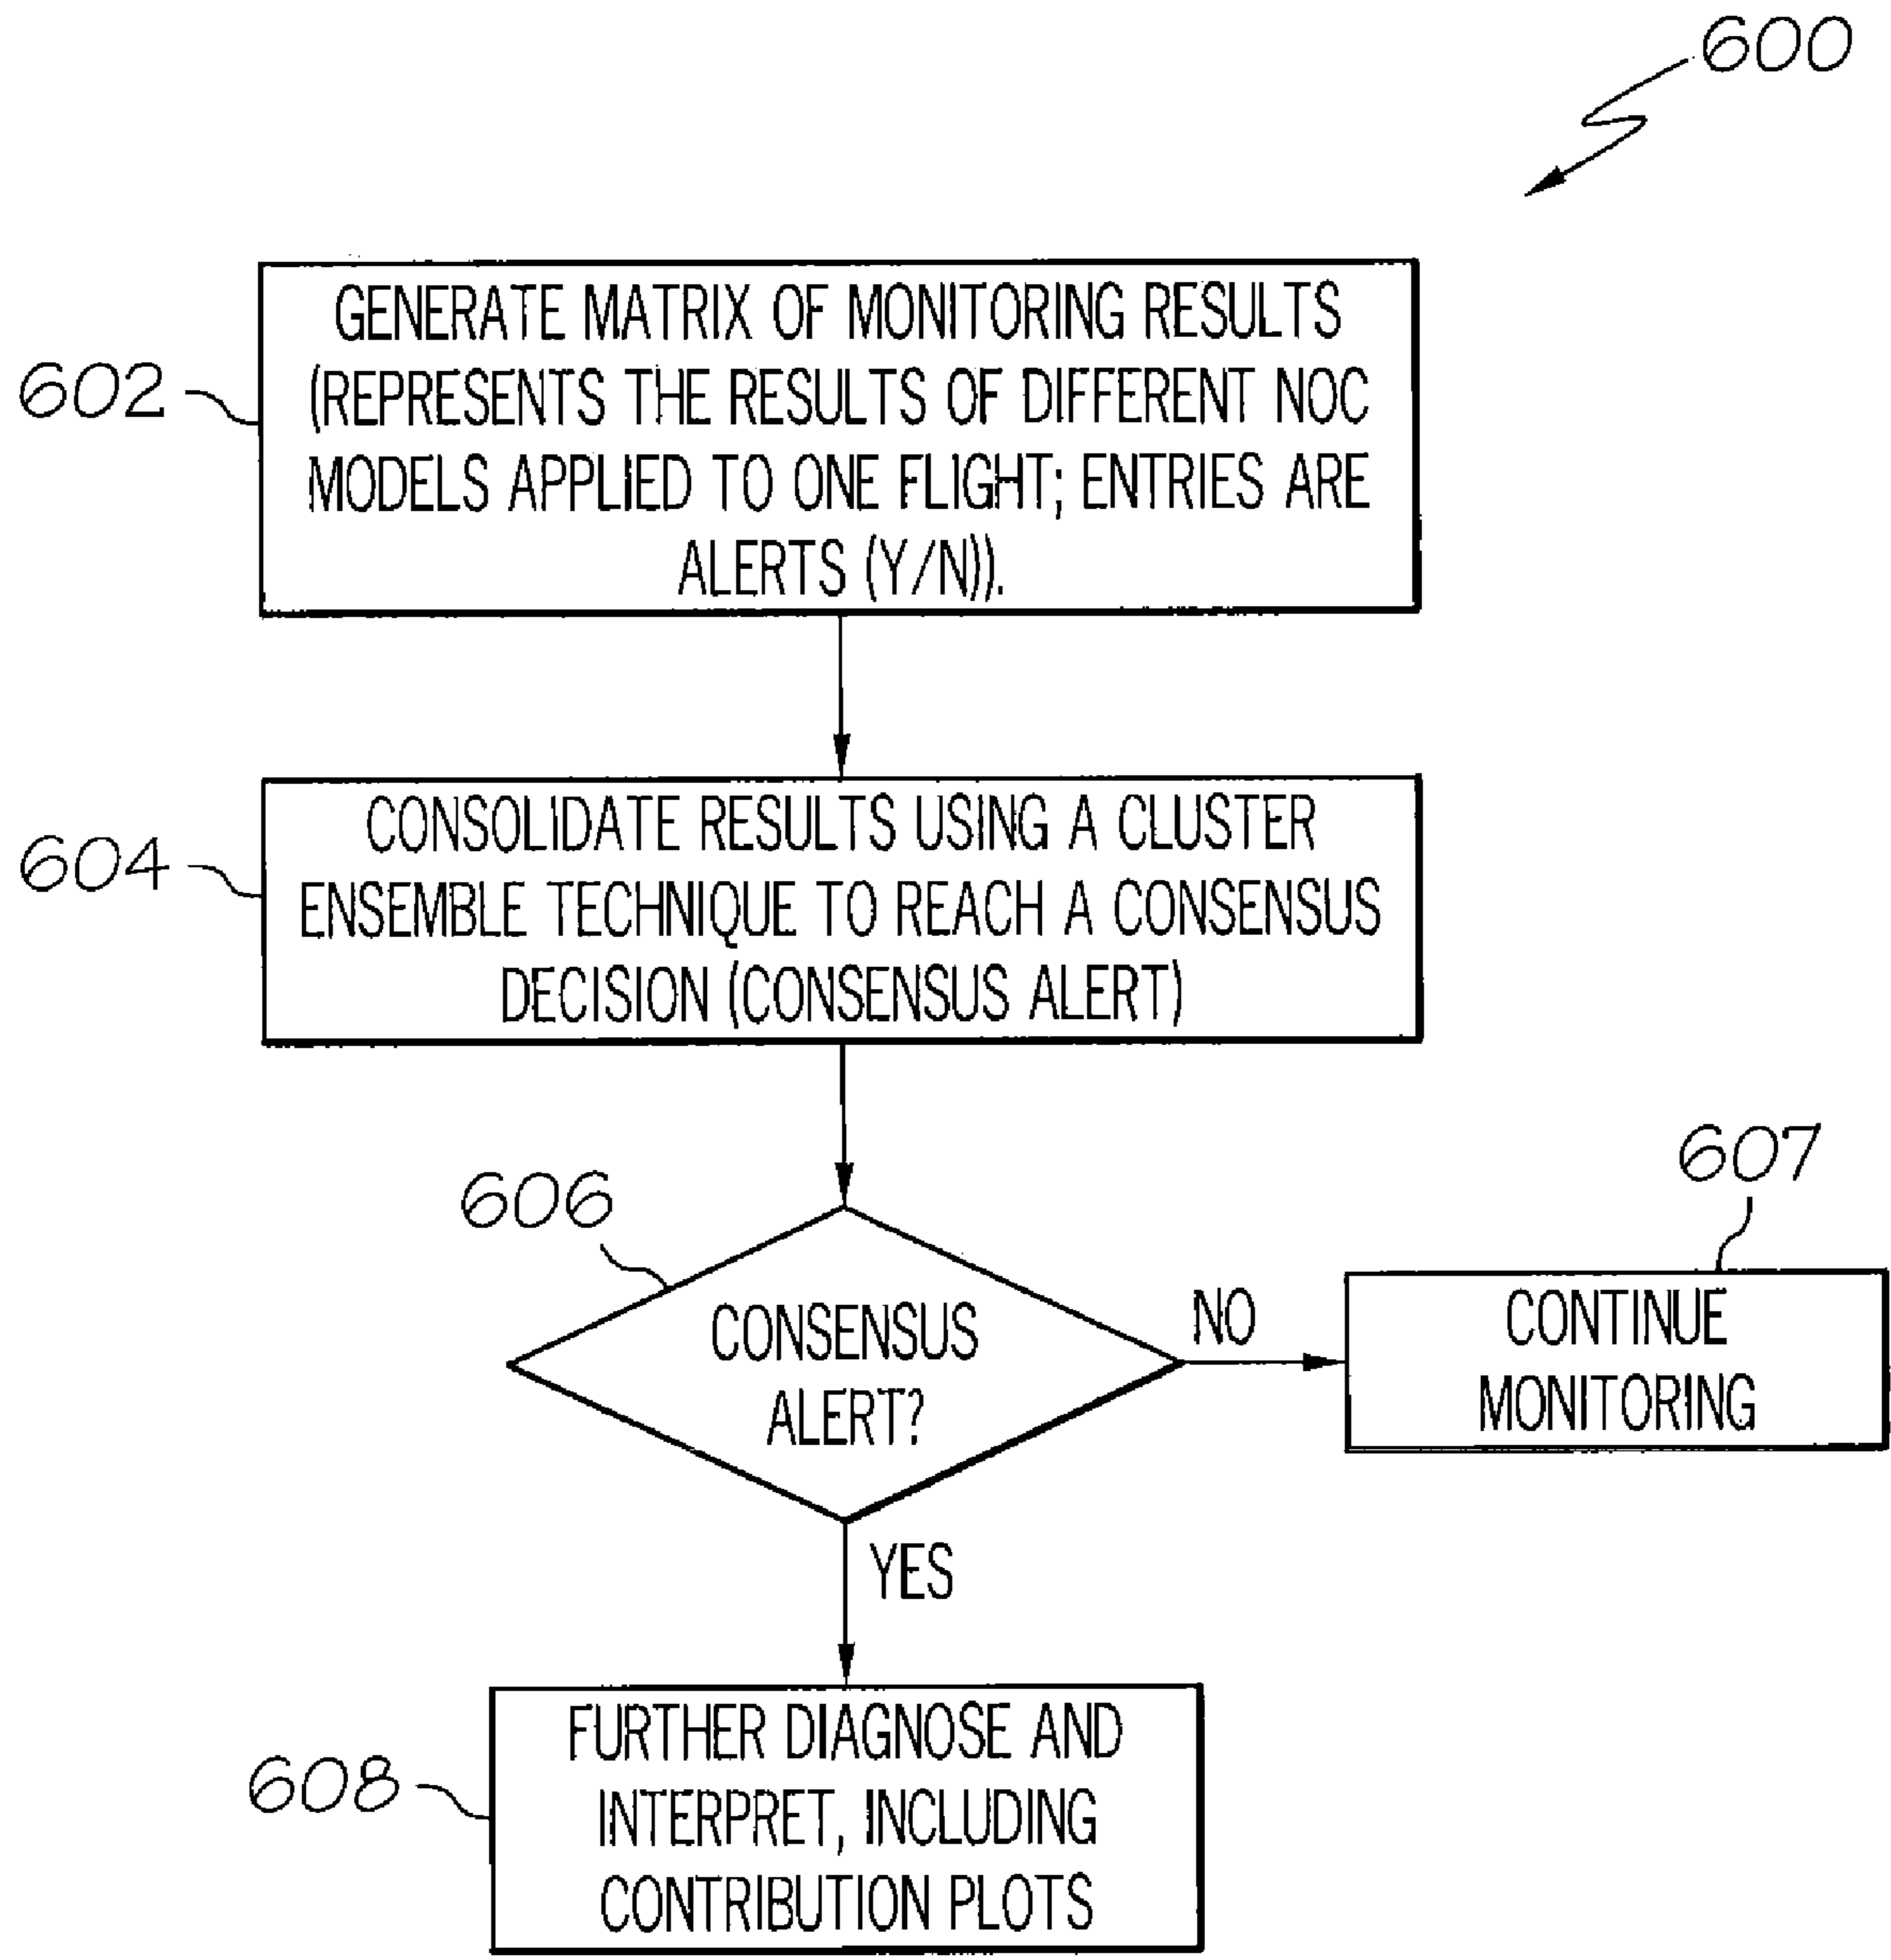 600
602
GENERATE MATRIX OF MONITORING RESULTS
(REPRESENTS THE RESULTS OF DIFFERENT NOC
MODELS APPLIED TO ONE FLIGHT; ENTRIES ARE
ALERTS (Y/N)).
604
CONSOLIDATE RESULTS USING A CLUSTER
ENSEMBLE TECHNIQUE TO REACH A CONSENSUS
DECISION (CONSENSUS ALERT)
606
CONSENSUS
ALERT?
NO
607
CONTINUE
MONITORING
YES
608
FURTHER DIAGNOSE AND
INTERPRET, INCLUDING
CONTRIBUTION PLOTS